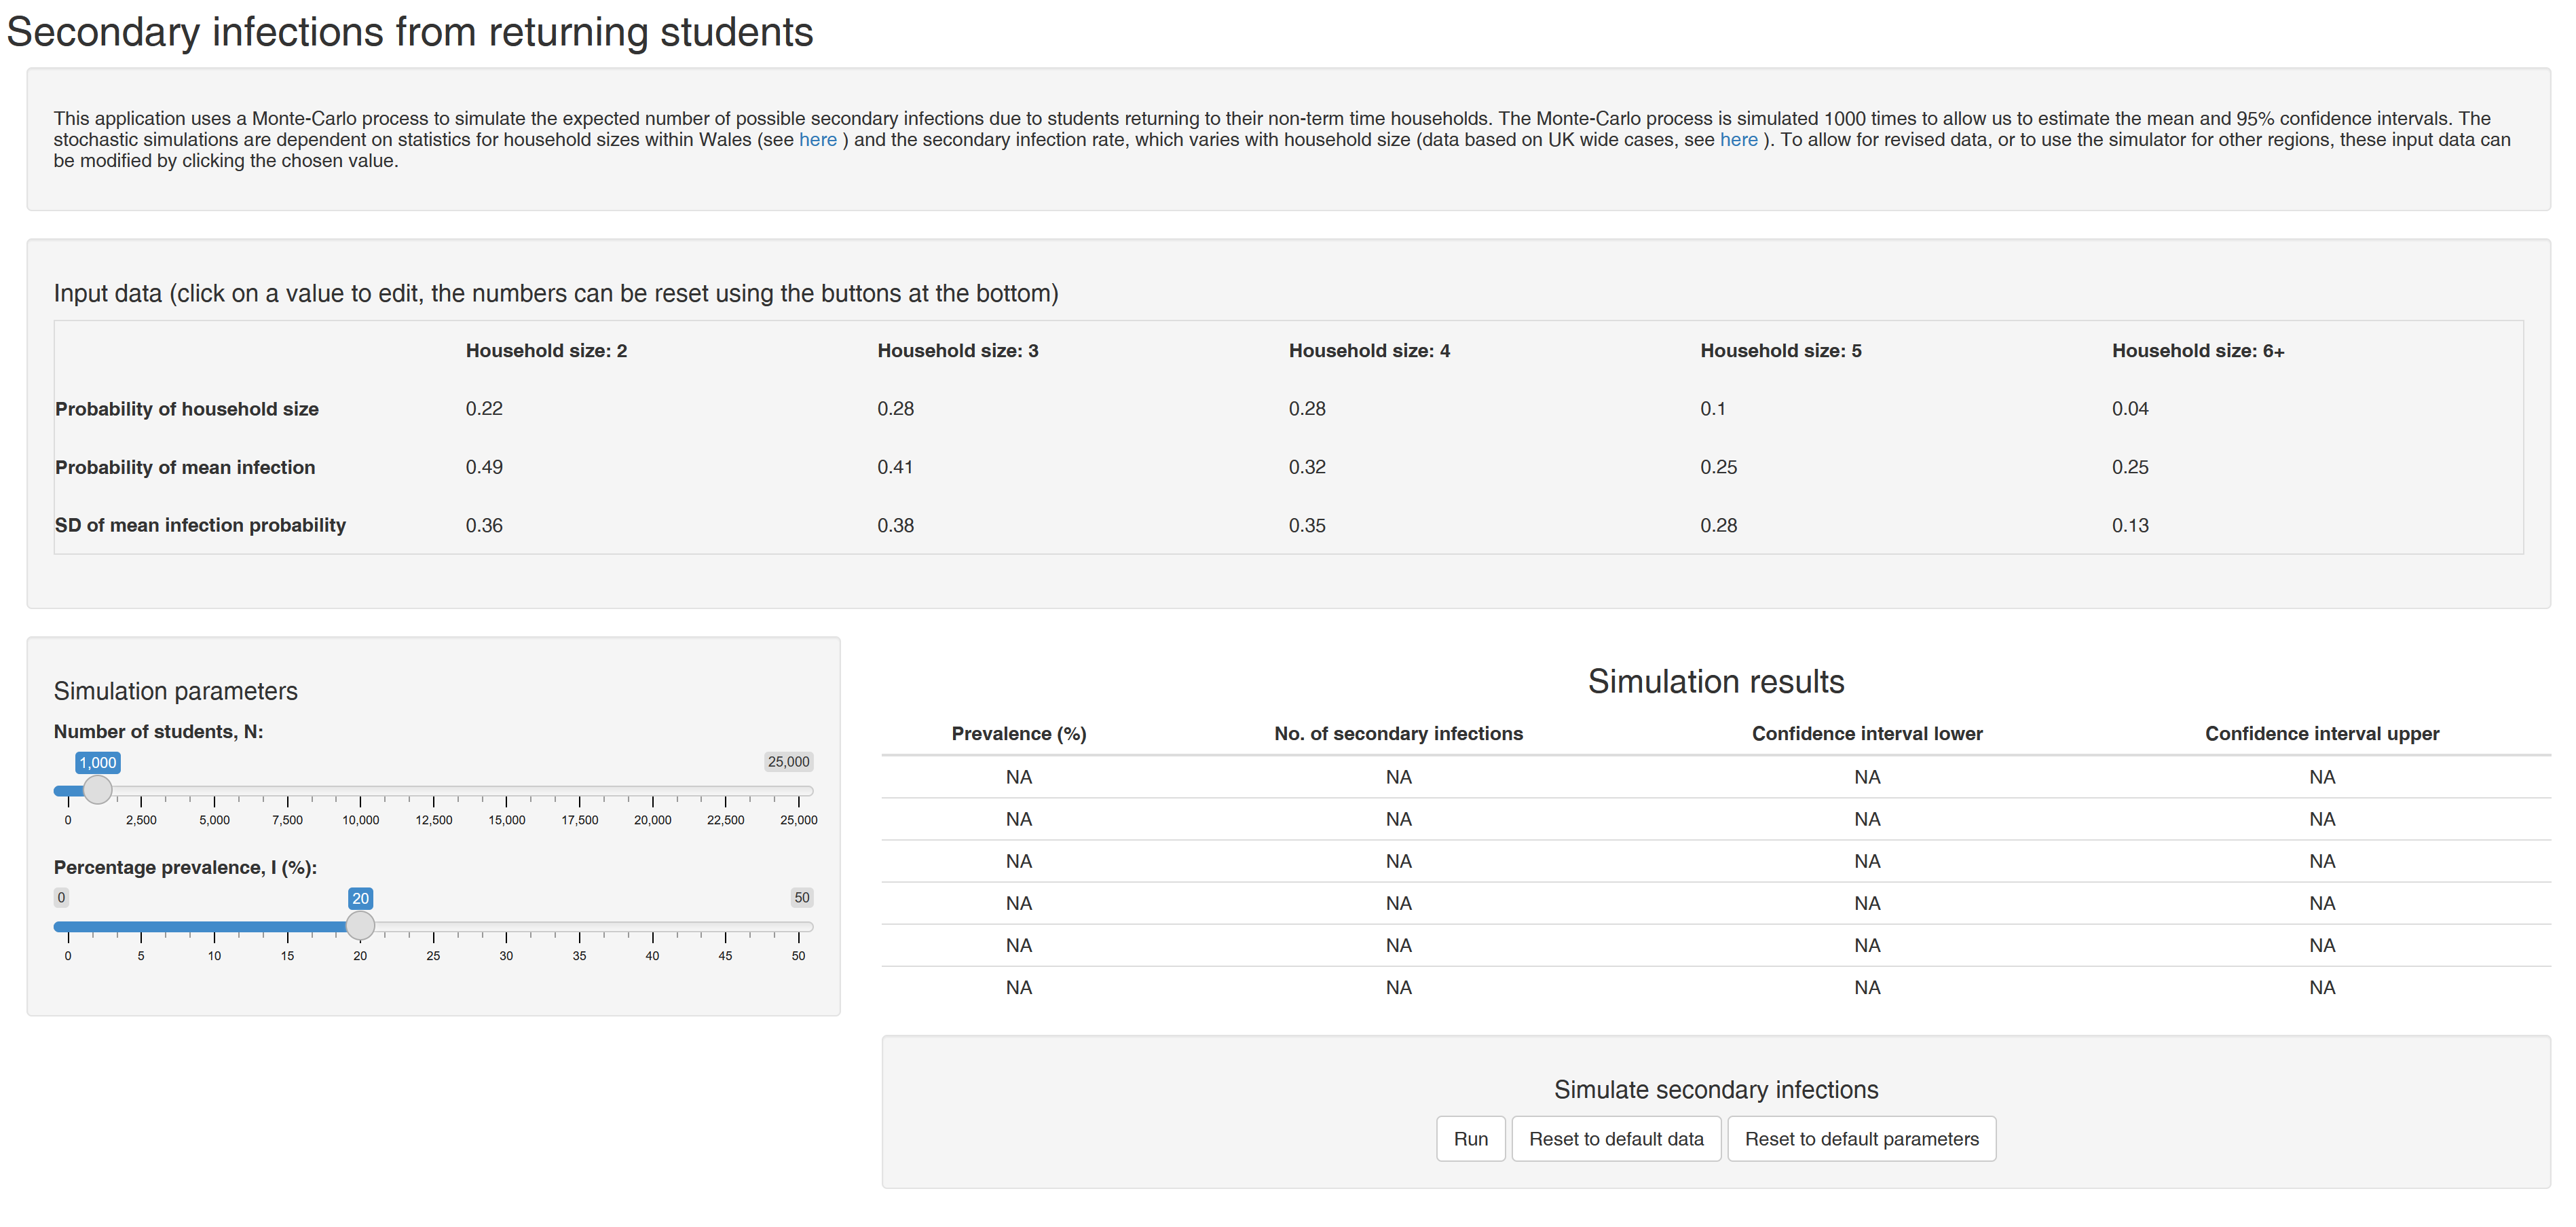 Secondary infections from returning students
This application uses a Monte-Carlo process to simulate the expected number of possible secondary infections due to students returning to their non-term time households. The Monte-Carlo process is simulated 1000 times to allow us to estimate the mean and 95% confidence intervals. The
stochastic simulations are dependent on statistics for household sizes within Wales (see here ) and the secondary infection rate, which varies with household size (data based on UK wide cases, see here ). To allow for revised data, or to use the simulator for other regions, these input data can
be modified by clicking the chosen value.
Input data (click on a value to edit, the numbers can be reset using the buttons at the bottom)
Household size: 2 Household size: 3 Household size: 4 Household size: 5 Household size: 6+
Probability of household size 0.22 0.28 0.28 0.1 0.04
Probability of mean infection 0.49 0.41 0.32 0.25 0.25
SD of mean infection probability 0.36 0.38 0.35 0.28 0.13
Simulation parameters
Number of students, N:
1,000 25,000
0 2,500 5,000 7,500 10,000 12,500 15,000 17,500 20,000 22,500 25,000
Percentage prevalence, I (%):
0 20 50
0 5 10 15 20 25 30 35 40 45 50
Simulation results
Prevalence (%) No. of secondary infections Confidence interval lower Confidence interval upper
NA NA NA NA
NA NA NA NA
NA NA NA NA
NA NA NA NA
NA NA NA NA
NA NA NA NA
Simulate secondary infections
Run Reset to default data Reset to default parameters